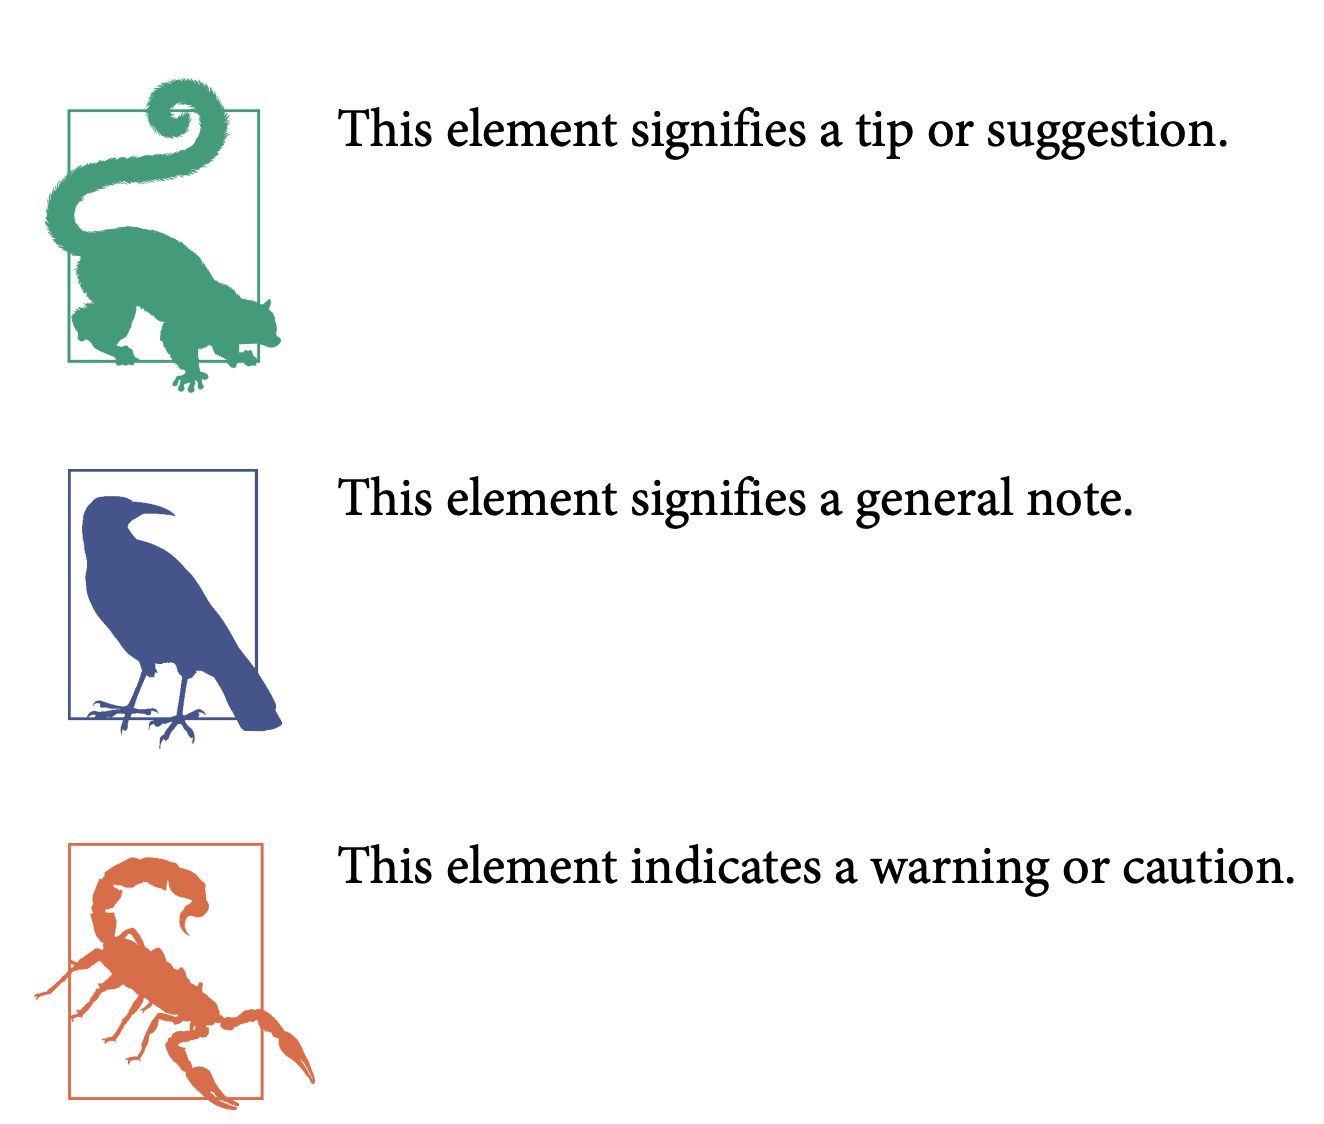 This element signifies a tip or suggestion.
This element signifies a general note.
This element indicates a warning or caution.